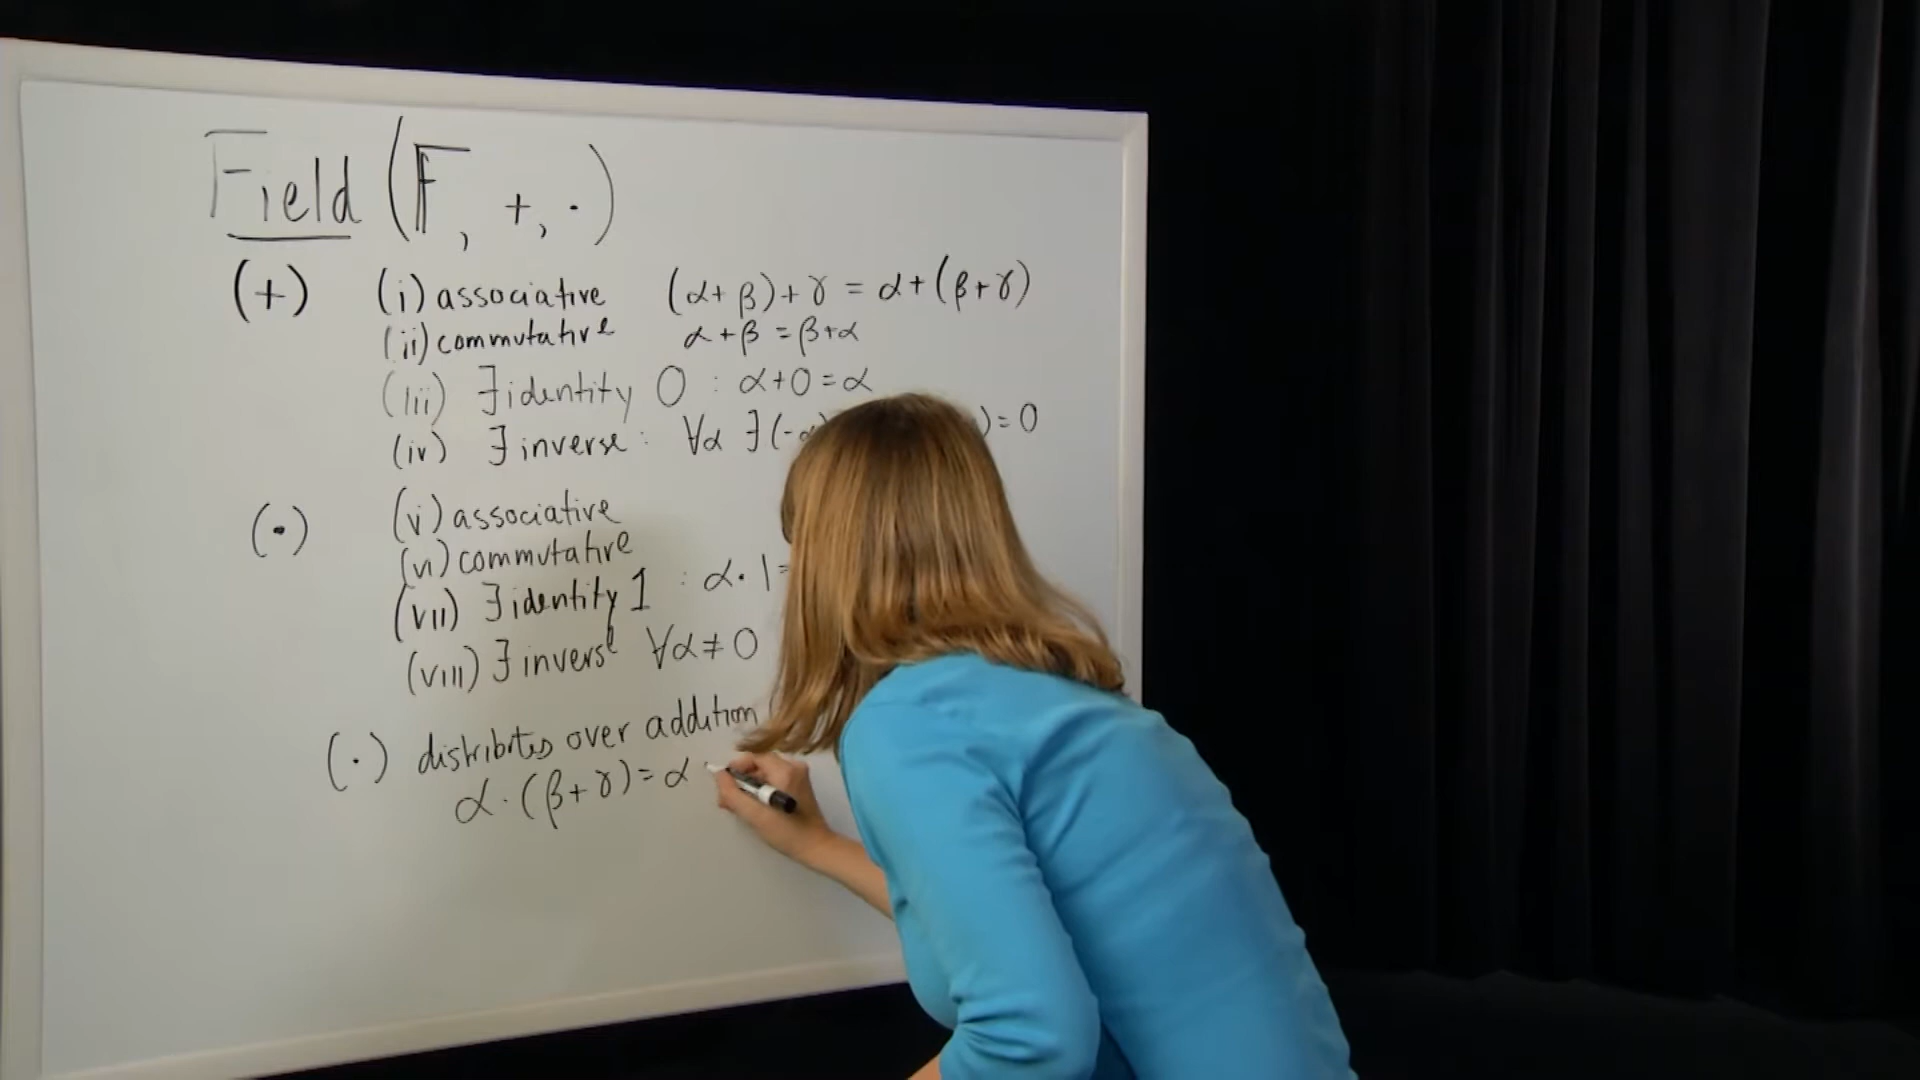 Field (𝔽, +, ·)
(+) (i) associative (α+β)+γ = α+(β+γ)
(ii) commutative α+β = β+α
(iii) ∃ identity 0 : α+0 = α
(iv) ∃ inverse : ∀α ∃(-α )=0
(·) (v) associative
(vi) commutative
(vii) ∃ identity 1 : α·1=
(viii) ∃ inverse ∀α≠0
(·) distributes over addition
α·(β+γ)=α·